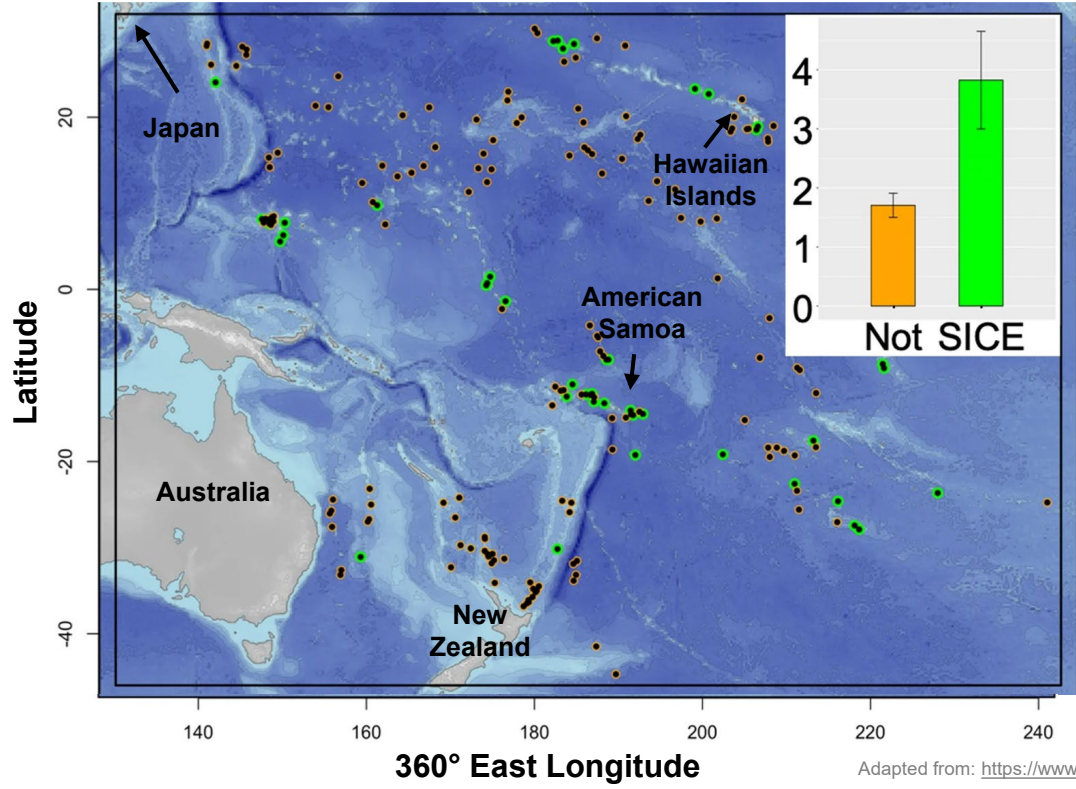 Japan
Hawaiian
Islands
American
Samoa
Australia
New
Zealand
4
3
2
1
0
Not SICE
20
0
-20
-40
Latitude
140
160
180
200
220
240
360° East Longitude
Adapted from: https://www